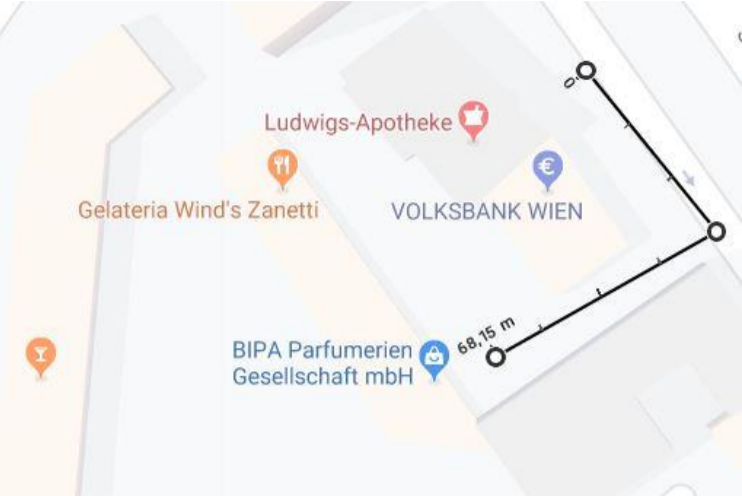 0,
Ludwigs-Apotheke
Gelateria Wind's Zanetti
VOLKSBANK WIEN
68,15 m
BIPA Parfumerien
Gesellschaft mbH